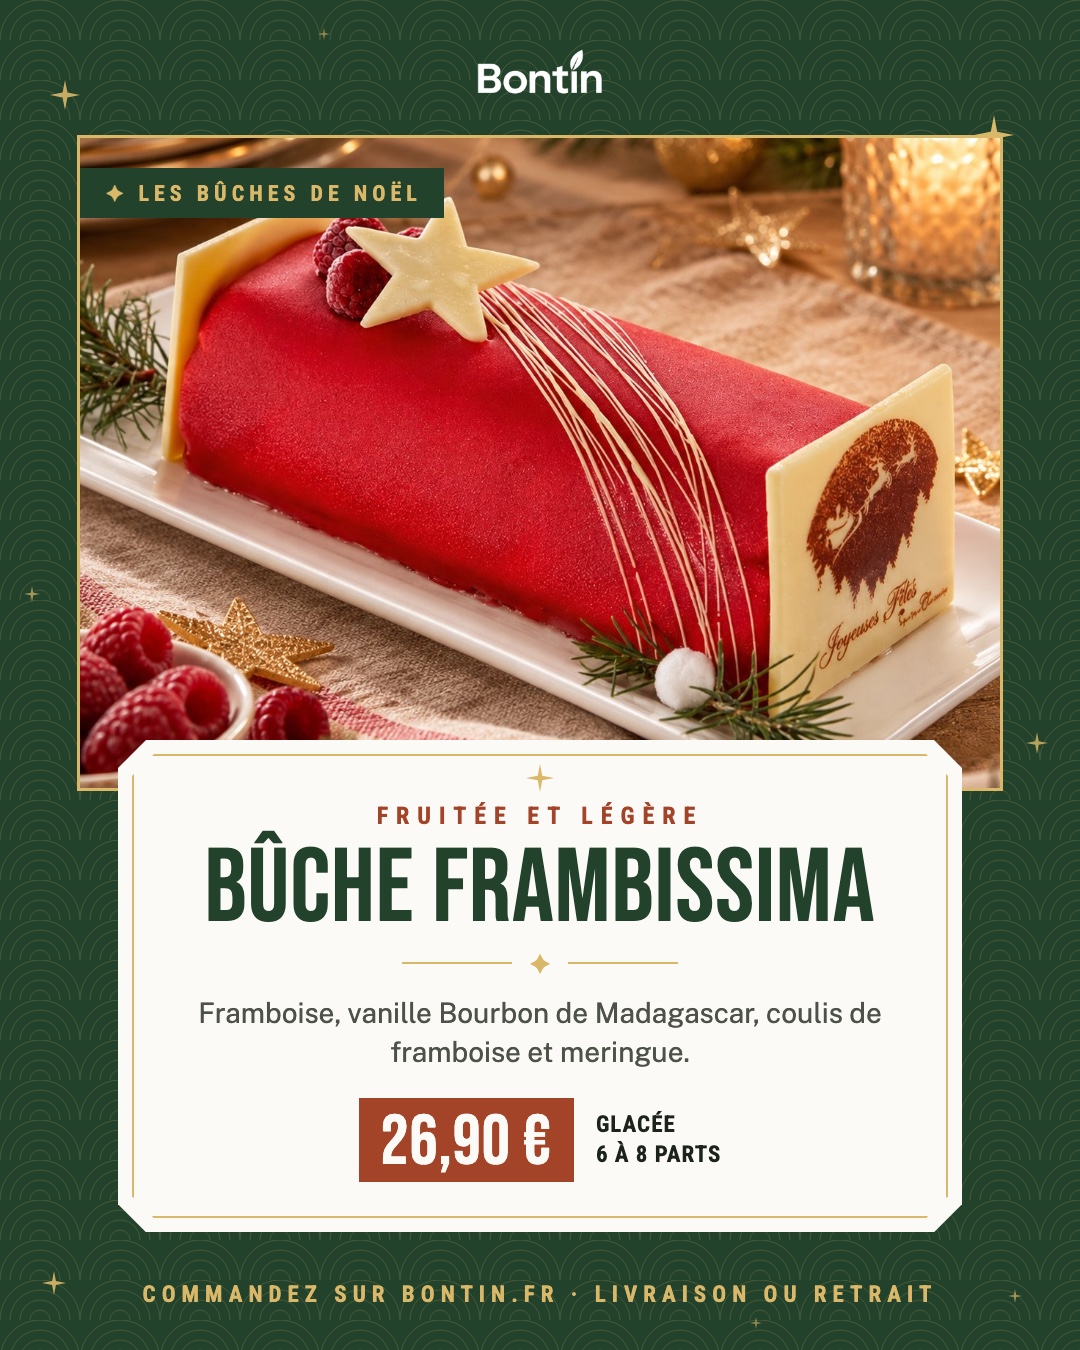 Bontin
LES BÛCHES DE NOËL
Joyeuses Fêtes
FRUITÉE ET LÉGÈRE
BÛCHE FRAMBISSIMA
Framboise, vanille Bourbon de Madagascar, coulis de
framboise et meringue.
26,90 €
GLACÉE
6 À 8 PARTS
COMMANDEZ SUR BONTIN.FR · LIVRAISON OU RETRAIT